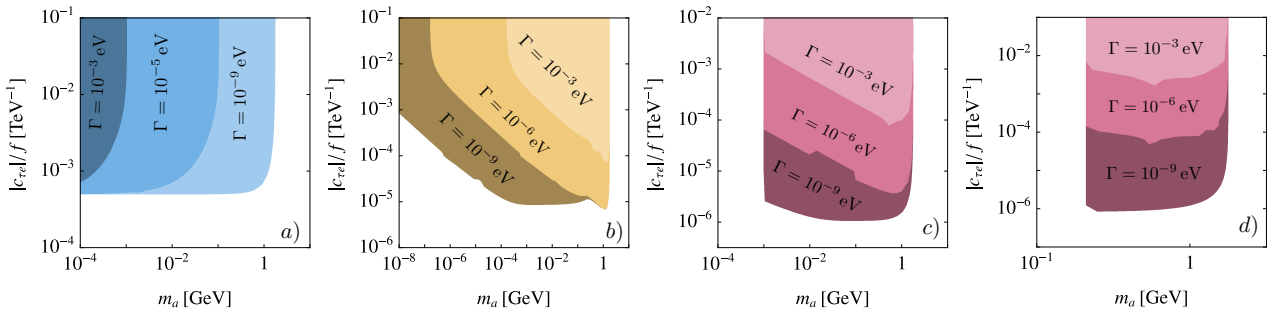 10⁻¹
10⁻²
10⁻³
10⁻⁴
|c_τe|/f [TeV⁻¹]
Γ = 10⁻³ eV
Γ = 10⁻⁵ eV
Γ = 10⁻⁹ eV
a)
10⁻⁴
10⁻²
1
m_a [GeV]
10⁻¹
10⁻²
10⁻³
10⁻⁴
10⁻⁵
10⁻⁶
|c_τe|/f [TeV⁻¹]
Γ = 10⁻³ eV
Γ = 10⁻⁶ eV
Γ = 10⁻⁹ eV
b)
10⁻⁸
10⁻⁶
10⁻⁴
10⁻²
1
m_a [GeV]
10⁻¹
10⁻²
10⁻³
10⁻⁴
10⁻⁵
10⁻⁶
|c_τe|/f [TeV⁻¹]
Γ = 10⁻³ eV
Γ = 10⁻⁶ eV
Γ = 10⁻⁹ eV
c)
10⁻⁴
10⁻²
1
m_a [GeV]
10⁻²
10⁻⁴
10⁻⁶
|c_τe|/f [TeV⁻¹]
Γ = 10⁻³ eV
Γ = 10⁻⁶ eV
Γ = 10⁻⁹ eV
d)
10⁻¹
1
m_a [GeV]